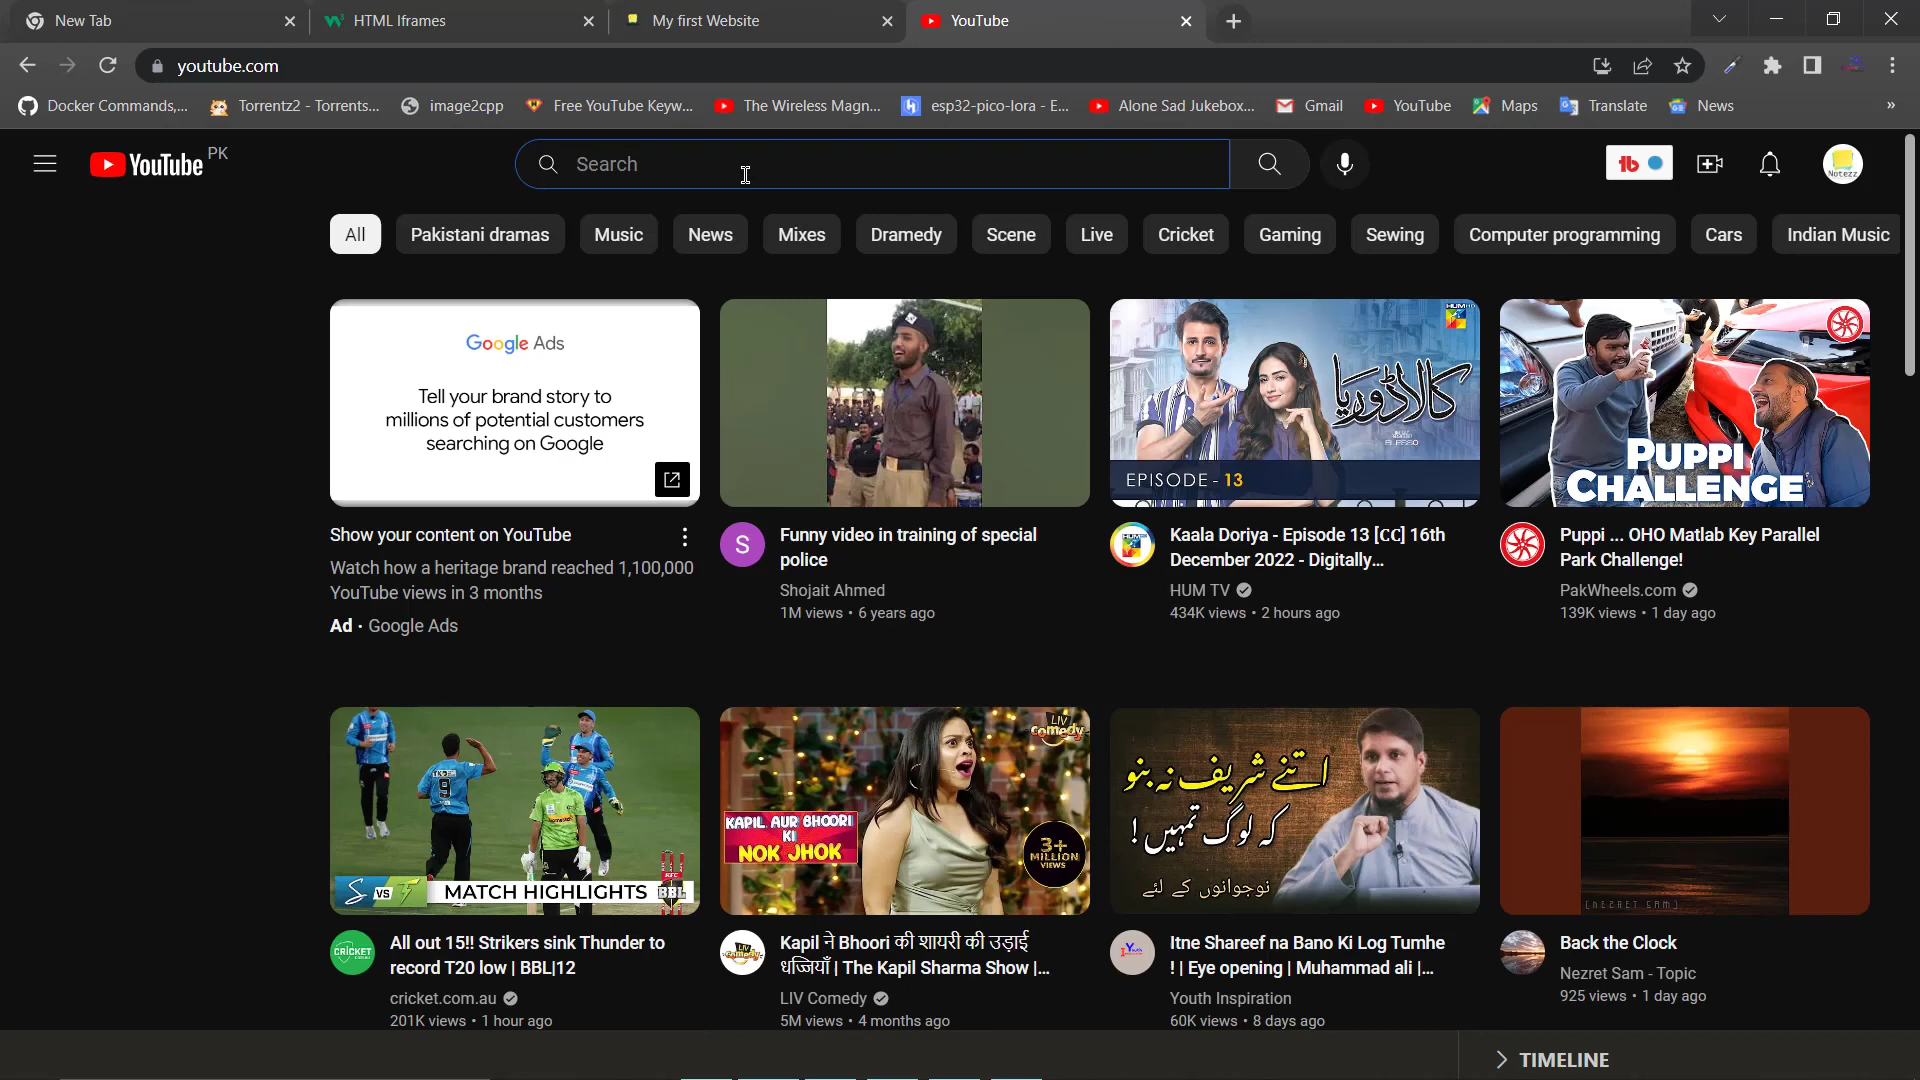 New Tab
HTML Iframes
My first Website
YouTube
youtube.com
Docker Commands,...
Torrentz2 - Torrents...
image2cpp
Free YouTube Keyw...
The Wireless Magn...
esp32-pico-lora - E...
Alone Sad Jukebox...
Gmail
YouTube
Maps
Translate
News
»
YouTube PK
Search
Notezz
All
Pakistani dramas
Music
News
Mixes
Dramedy
Scene
Live
Cricket
Gaming
Sewing
Computer programming
Cars
Indian Music
Google Ads
Tell your brand story to
millions of potential customers
searching on Google
Show your content on YouTube
Watch how a heritage brand reached 1,100,000
YouTube views in 3 months
Ad · Google Ads
S
Funny video in training of special
police
Shojait Ahmed
1M views • 6 years ago
HUM
کالا ڈوریا
EPISODE - 13
Kaala Doriya - Episode 13 [CC] 16th
December 2022 - Digitally...
HUM TV
434K views • 2 hours ago
PUPPI
CHALLENGE
Puppi ... OHO Matlab Key Parallel
Park Challenge!
PakWheels.com
139K views • 1 day ago
9
VS
MATCH HIGHLIGHTS
KFC
BBL
CRICKET
All out 15!! Strikers sink Thunder to
record T20 low | BBL|12
cricket.com.au
201K views • 1 hour ago
LIV
comedy
KAPIL AUR BHOORI
KI
NOK JHOK
3+
MILLION
VIEWS
Kapil ने Bhoori की शायरी की उड़ाई
धज्जियाँ | The Kapil Sharma Show |...
LIV Comedy
5M views • 4 months ago
اتنے شریف نہ بنو
کہ لوگ تمہیں !
نوجوانوں کے لئے
Itne Shareef na Bano Ki Log Tumhe
! | Eye opening | Muhammad ali |...
Youth Inspiration
60K views • 8 days ago
[NEZRET SAM]
Back the Clock
Nezret Sam - Topic
925 views • 1 day ago
TIMELINE